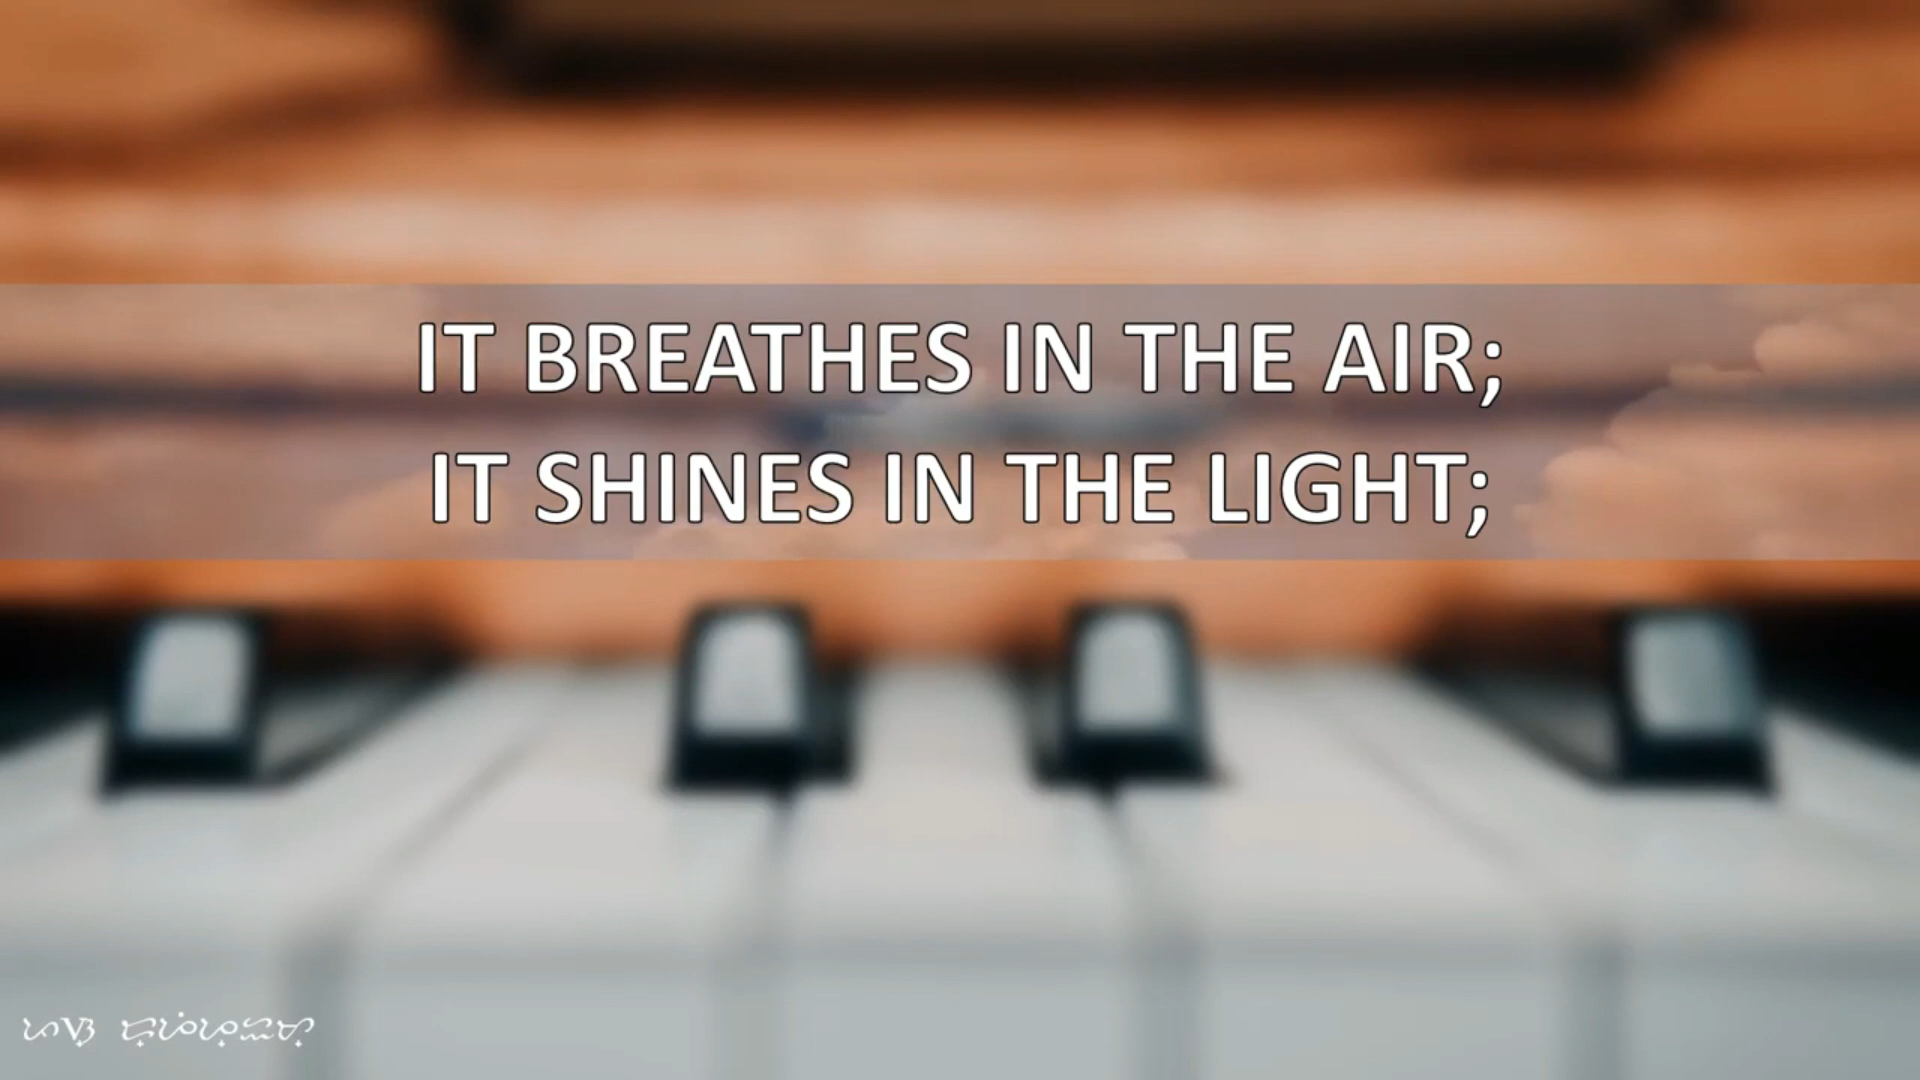 IT BREATHES IN THE AIR;
IT SHINES IN THE LIGHT;